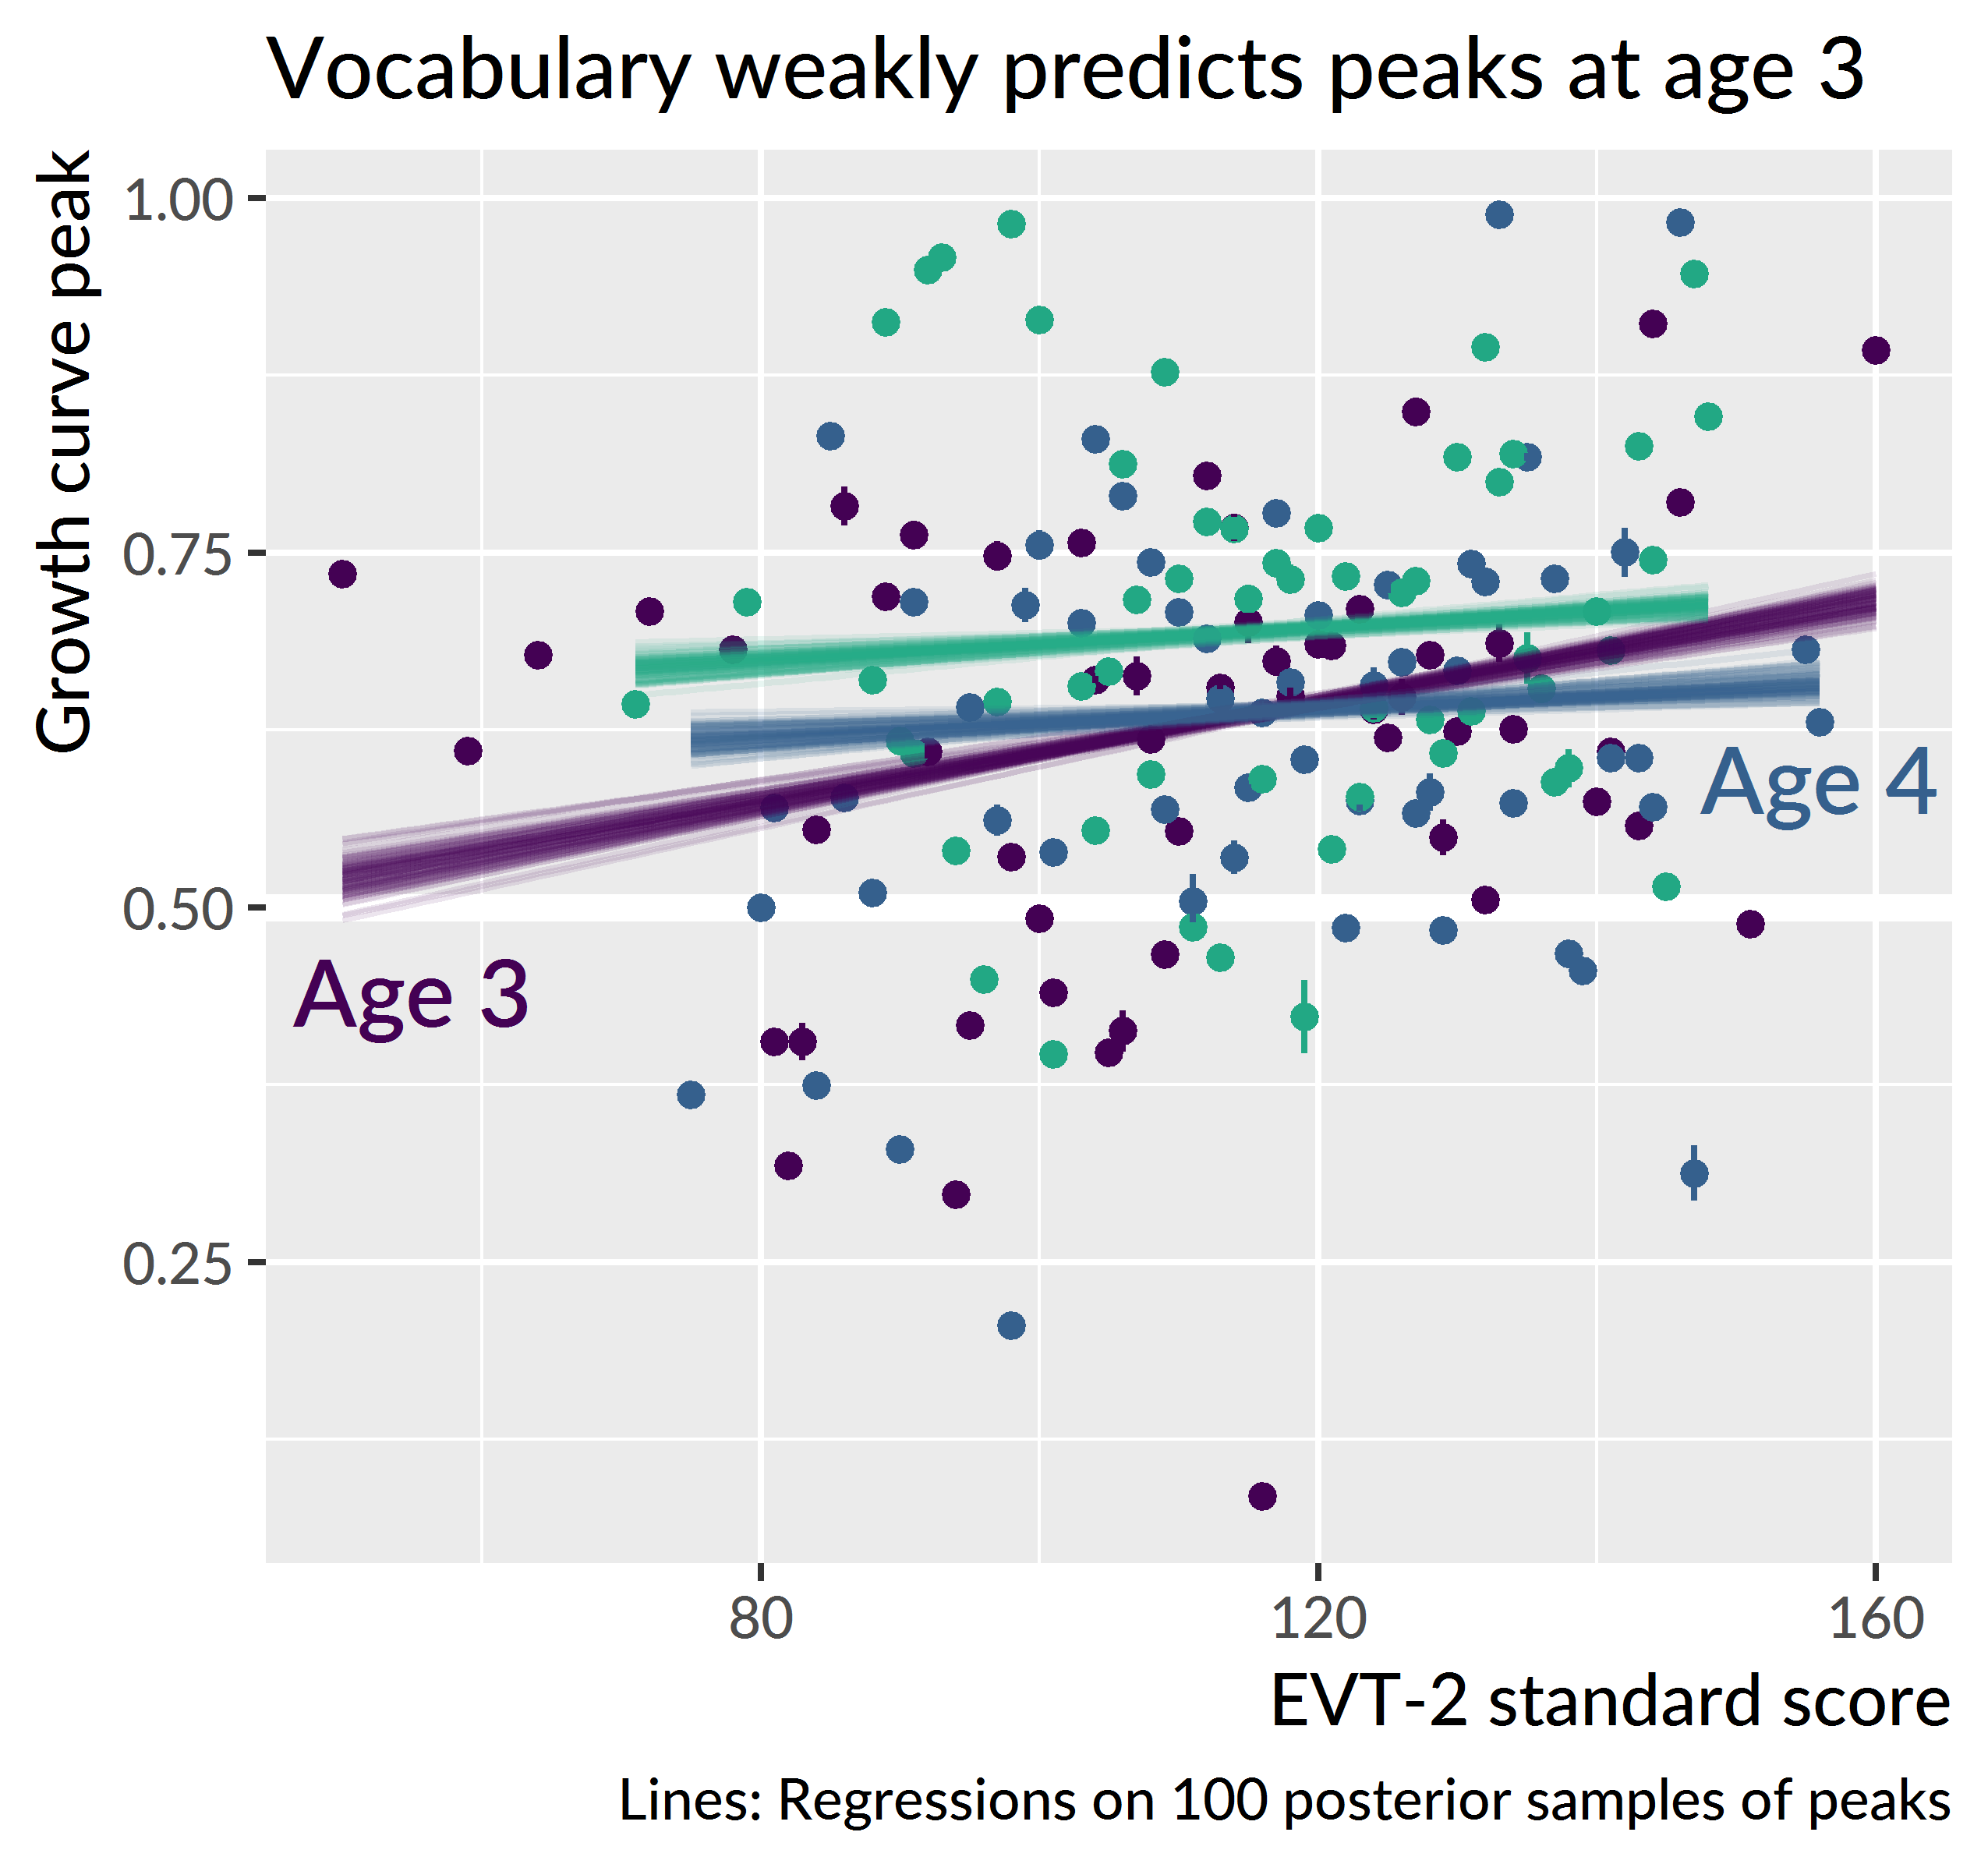 Vocabulary weakly predicts peaks at age 3
Growth curve peak
1.00
0.75
0.50
0.25
Age 3
Age 4
80
120
160
EVT-2 standard score
Lines: Regressions on 100 posterior samples of peaks